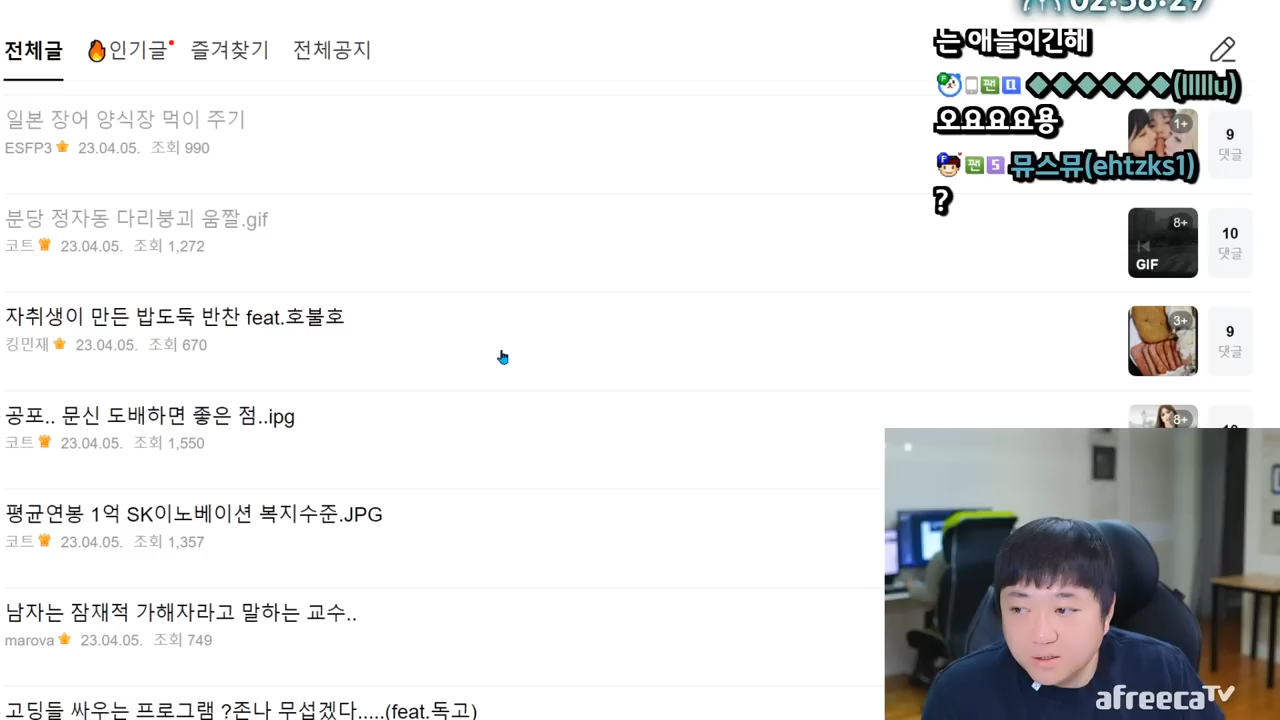 02:58:29
전체글 🔥인기글 즐겨찾기 전체공지
는 애들이긴해
F 팬 ◆◆◆◆◆◆(lllllu)
오요요요용
F 팬 S 뮤스뮤(ehtzks1)
?
일본 장어 양식장 먹이 주기
ESFP3 23.04.05. 조회 990
1+
9
댓글
분당 정자동 다리붕괴 움짤.gif
코트 23.04.05. 조회 1,272
8+
GIF
10
댓글
자취생이 만든 밥도둑 반찬 feat.호불호
킹민재 23.04.05. 조회 670
3+
9
댓글
공포.. 문신 도배하면 좋은 점..jpg
코트 23.04.05. 조회 1,550
8+
평균연봉 1억 SK이노베이션 복지수준.JPG
코트 23.04.05. 조회 1,357
남자는 잠재적 가해자라고 말하는 교수..
marova 23.04.05. 조회 749
고딩들 싸우는 프로그램 ?존나 무섭겠다.....(feat.독고)
afreecaTV